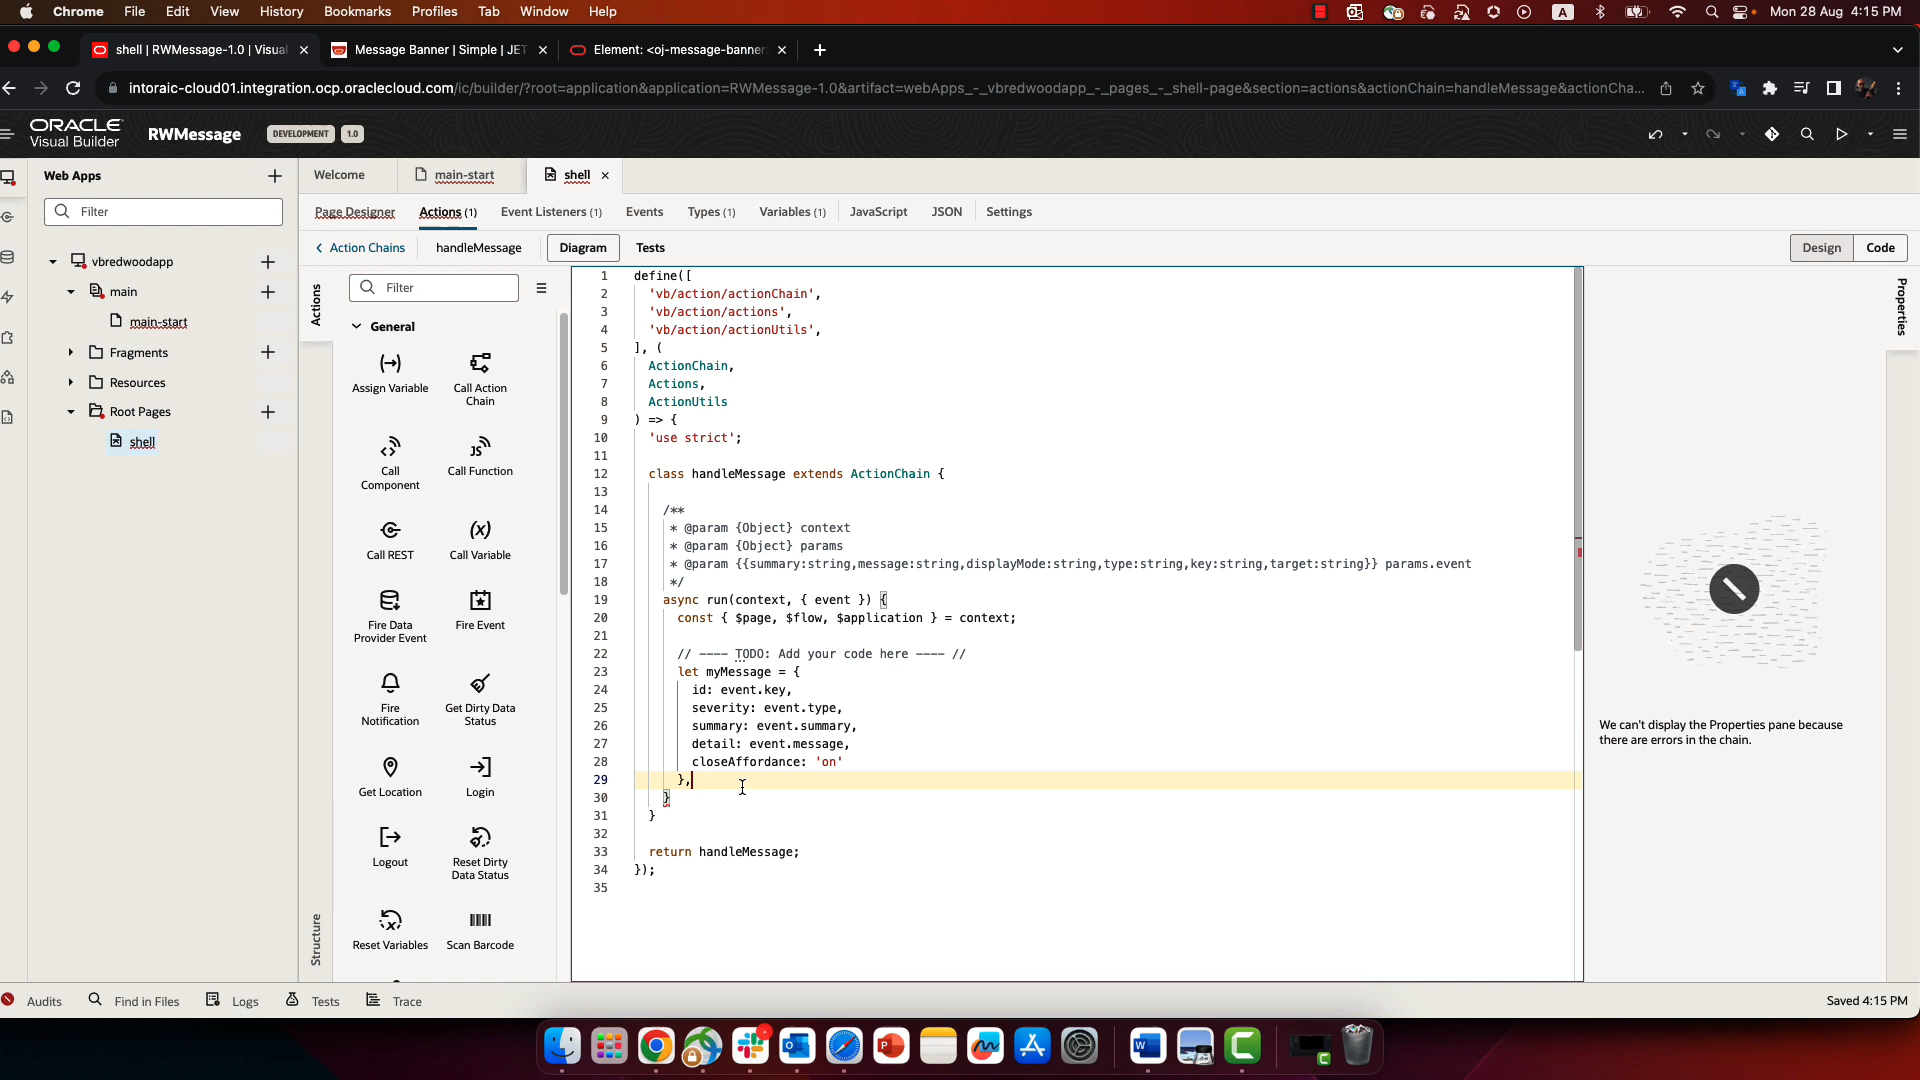 Chrome File Edit View History Bookmarks Profiles Tab Window Help A Mon 28 Aug 4:15 PM
shell | RWMessage-1.0 | Visual Message Banner | Simple | JET Element: <oj-message-banner
intoraic-cloud01.integration.ocp.oraclecloud.com/ic/builder/?root=application&application=RWMessage-1.0&artifact=webApps_-_vbredwoodapp_-_pages_-_shell-page&section=actions&actionChain=handleMessage&actionCha...
ORACLE
Visual Builder
RWMessage DEVELOPMENT 1.0
Web Apps
Filter
vbredwoodapp
main
main-start
Fragments
Resources
Root Pages
shell
Welcome main-start shell
Page Designer Actions (1) Event Listeners (1) Events Types (1) Variables (1) JavaScript JSON Settings
Action Chains handleMessage Diagram Tests Design Code
Actions
Structure
Filter
General
Assign Variable
Call Action
Chain
Call
Component
Call Function
Call REST
Call Variable
Fire Data
Provider Event
Fire Event
Fire
Notification
Get Dirty Data
Status
Get Location
Login
Logout
Reset Dirty
Data Status
Reset Variables
Scan Barcode
1 define([
2 'vb/action/actionChain',
3 'vb/action/actions',
4 'vb/action/actionUtils',
5 ], (
6 ActionChain,
7 Actions,
8 ActionUtils
9 ) => {
10 'use strict';
11
12 class handleMessage extends ActionChain {
13
14 /**
15 * @param {Object} context
16 * @param {Object} params
17 * @param {{summary:string,message:string,displayMode:string,type:string,key:string,target:string}} params.event
18 */
19 async run(context, { event }) {
20 const { $page, $flow, $application } = context;
21
22 // ---- TODO: Add your code here ---- //
23 let myMessage = {
24 id: event.key,
25 severity: event.type,
26 summary: event.summary,
27 detail: event.message,
28 closeAffordance: 'on'
29 },
30 }
31 }
32
33 return handleMessage;
34 });
35
Properties
We can't display the Properties pane because
there are errors in the chain.
Audits Find in Files Logs Tests Trace Saved 4:15 PM